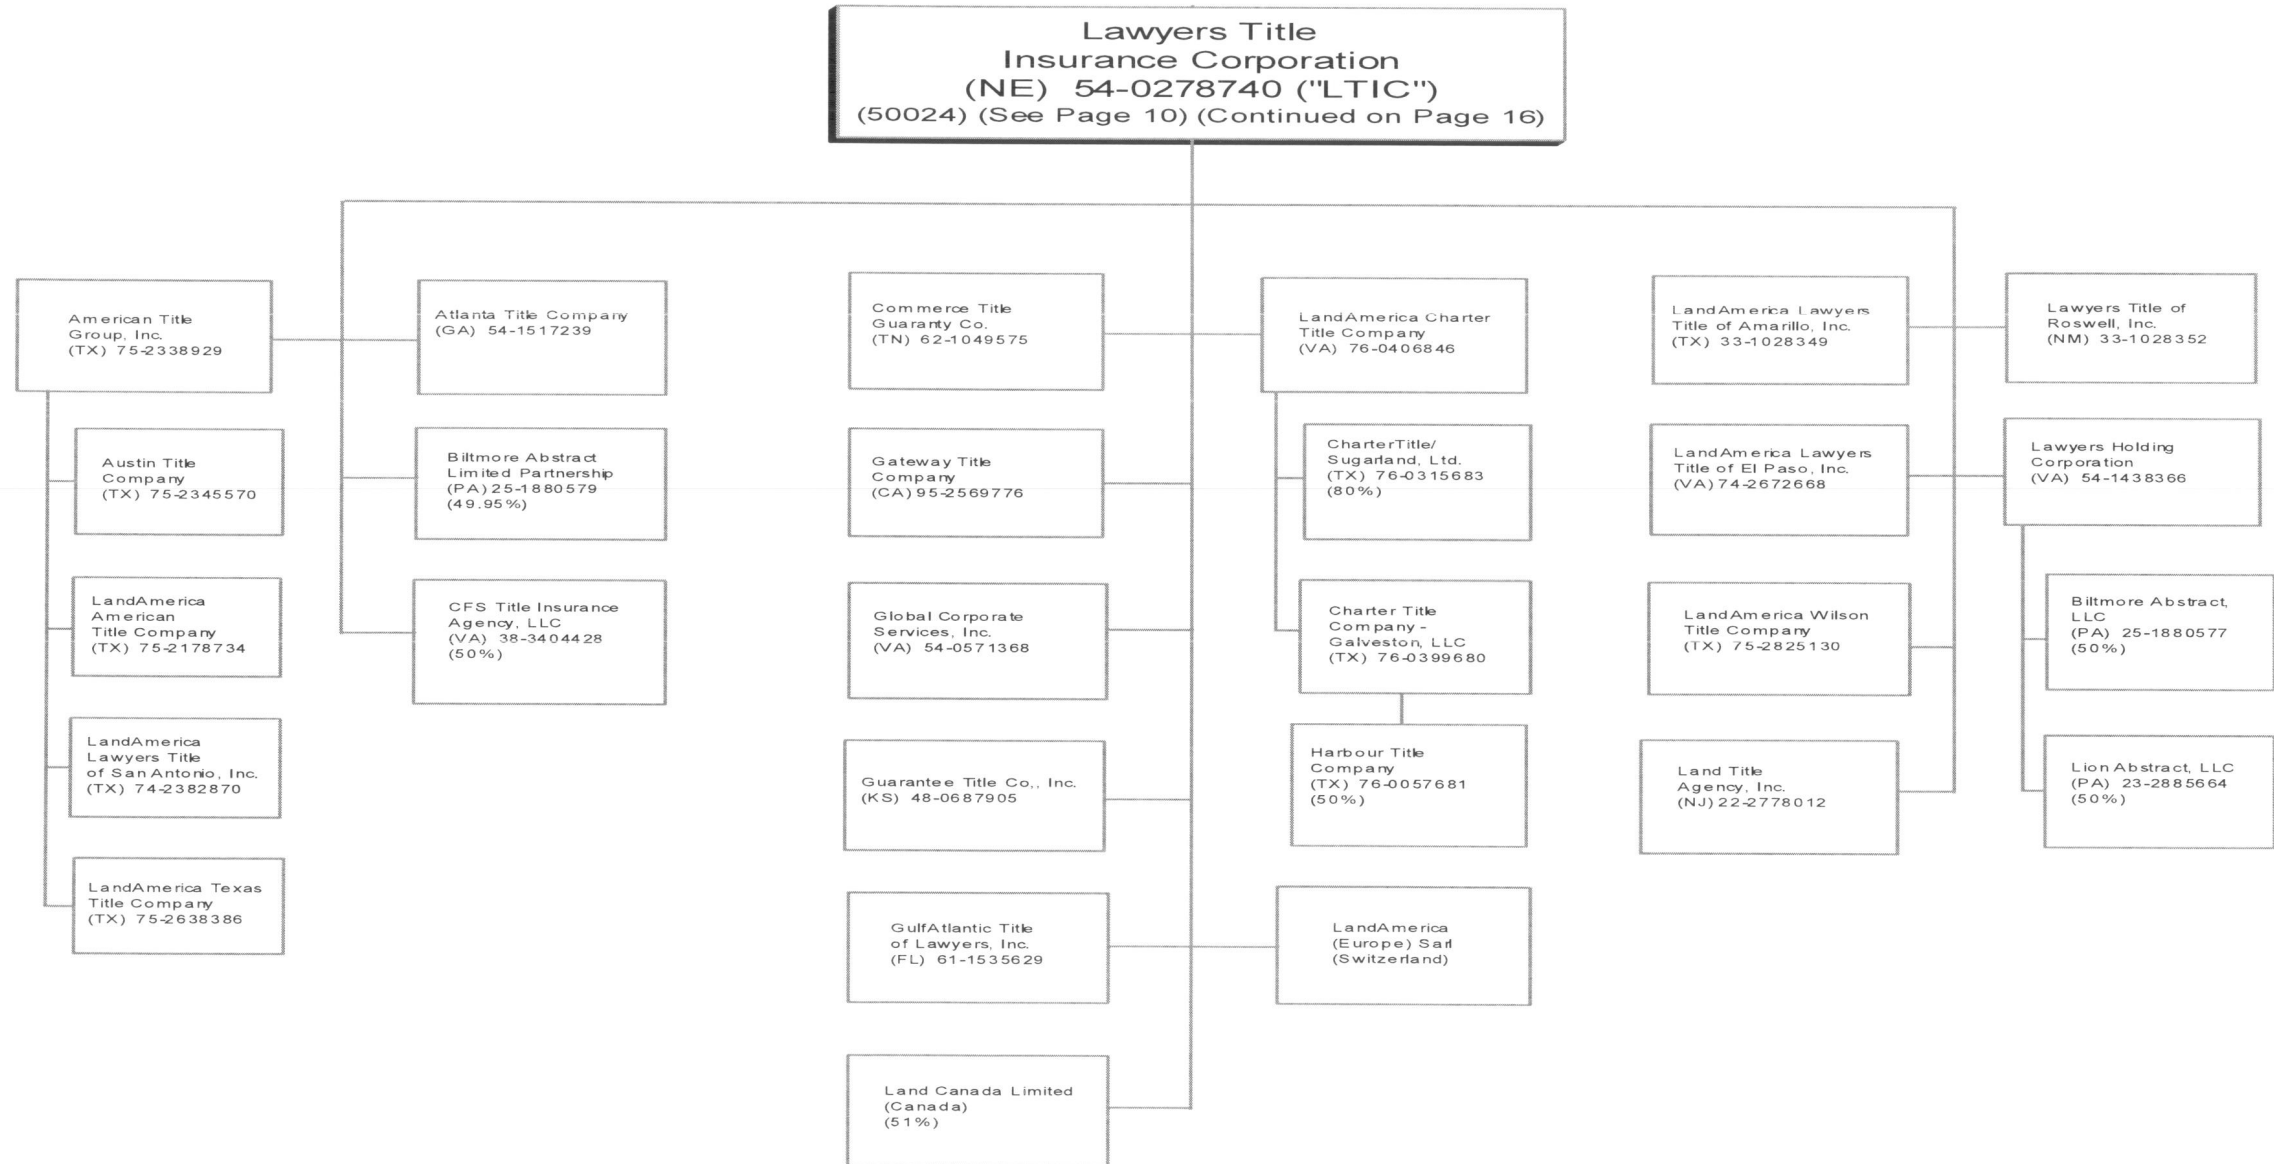 Lawyers Title
Insurance Corporation
(NE) 54-0278740 ("LTIC")
(50024) (See Page 10) (Continued on Page 16)
American Title
Group, Inc.
(TX) 75-2338929
Austin Title
Company
(TX) 75-2345570
LandAmerica
American
Title Company
(TX) 75-2178734
LandAmerica
Lawyers Title
of San Antonio, Inc.
(TX) 74-2382870
LandAmerica Texas
Title Company
(TX) 75-2638386
Atlanta Title Company
(GA) 54-1517239
Biltmore Abstract
Limited Partnership
(PA) 25-1880579
(49.95%)
CFS Title Insurance
Agency, LLC
(VA) 38-3404428
(50%)
Commerce Title
Guaranty Co.
(TN) 62-1049575
Gateway Title
Company
(CA) 95-2569776
Global Corporate
Services, Inc.
(VA) 54-0571368
Guarantee Title Co,, Inc.
(KS) 48-0687905
GulfAtlantic Title
of Lawyers, Inc.
(FL) 61-1535629
Land Canada Limited
(Canada)
(51%)
LandAmerica Charter
Title Company
(VA) 76-0406846
CharterTitle/
Sugarland, Ltd.
(TX) 76-0315683
(80%)
Charter Title
Company -
Galveston, LLC
(TX) 76-0399680
Harbour Title
Company
(TX) 76-0057681
(50%)
LandAmerica
(Europe) Sarl
(Switzerland)
LandAmerica Lawyers
Title of Amarillo, Inc.
(TX) 33-1028349
LandAmerica Lawyers
Title of El Paso, Inc.
(VA) 74-2672668
LandAmerica Wilson
Title Company
(TX) 75-2825130
Land Title
Agency, Inc.
(NJ) 22-2778012
Lawyers Title of
Roswell, Inc.
(NM) 33-1028352
Lawyers Holding
Corporation
(VA) 54-1438366
Biltmore Abstract,
LLC
(PA) 25-1880577
(50%)
Lion Abstract, LLC
(PA) 23-2885664
(50%)